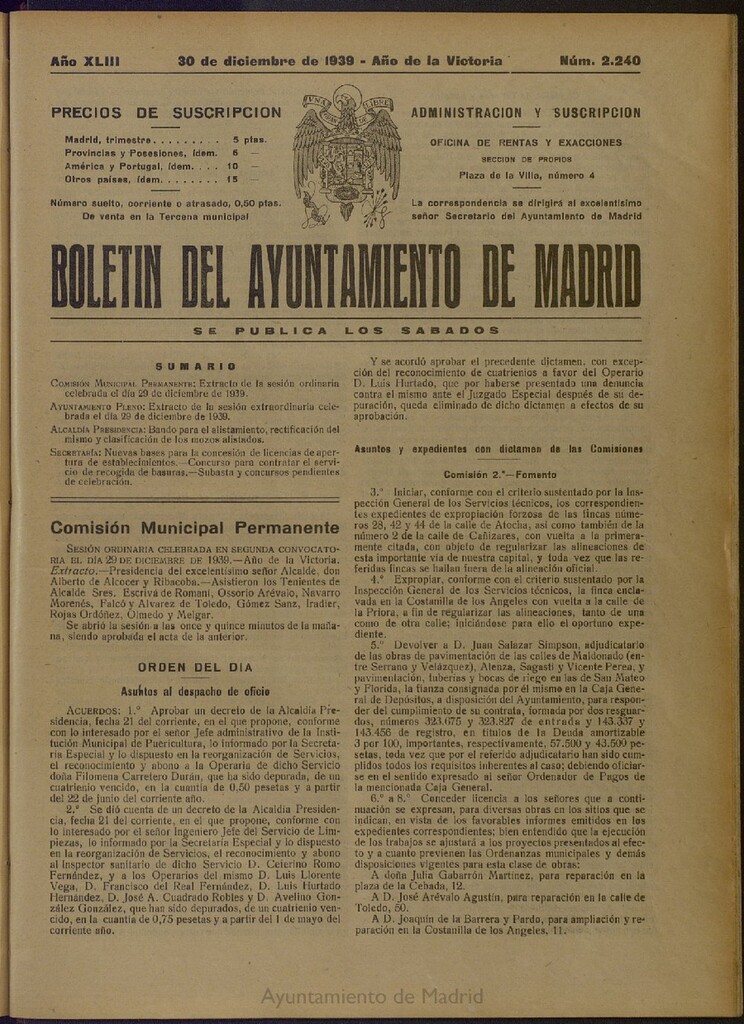 Año XLIII 30 de diciembre de 1939 - Año de la Victoria Núm. 2.240
PRECIOS DE SUSCRIPCION
Madrid, trimestre. . . . . . . . . 5 ptas.
Provincias y Posesiones, ídem. 6 —
América y Portugal, ídem. . . . 10 —
Otros países, ídem. . . . . . . . 15 —
Número suelto, corriente o atrasado, 0,50 ptas.
De venta en la Tercena municipal
UNA
LIBRE
ADMINISTRACION Y SUSCRIPCION
OFICINA DE RENTAS Y EXACCIONES
SECCION DE PROPIOS
Plaza de la Villa, número 4
La correspondencia se dirigirá al excelentísimo
señor Secretario del Ayuntamiento de Madrid
BOLETIN DEL AYUNTAMIENTO DE MADRID
SE PUBLICA LOS SABADOS
SUMARIO
COMISIÓN MUNICIPAL PERMANENTE: Extracto de la sesión ordinaria
celebrada el día 29 de diciembre de 1939.
AYUNTAMIENTO PLENO: Extracto de la sesión extraordinaria cele-
brada el día 29 de diciembre de 1939.
ALCALDÍA PRESIDENCIA: Bando para el alistamiento, rectificación del
mismo y clasificación de los mozos alistados.
SECRETARÍA: Nuevas bases para la concesión de licencias de aper-
tura de establecimientos.—Concurso para contratar el servi-
cio de recogida de basuras.—Subasta y concursos pendientes
de celebración.
Comisión Municipal Permanente
SESIÓN ORDINARIA CELEBRADA EN SEGUNDA CONVOCATO-
RIA EL DÍA 29 DE DICIEMBRE DE 1939.—Año de la Victoria.
Extracto.—Presidencia del excelentísimo señor Alcalde, don
Alberto de Alcocer y Ribacoba.—Asistieron los Tenientes de
Alcalde Sres. Escrivá de Romaní, Ossorio Arévalo, Navarro
Morenés, Falcó y Alvarez de Toledo, Gómez Sanz, Iradier,
Rojas Ordóñez, Olmedo y Melgar.
Se abrió la sesión a las once y quince minutos de la maña-
na, siendo aprobada el acta de la anterior.
ORDEN DEL DIA
Asuntos al despacho de oficio
ACUERDOS: 1.º Aprobar un decreto de la Alcaldía Pre-
sidencia, fecha 21 del corriente, en el que propone, conforme
con lo interesado por el señor Jefe administrativo de la Insti-
tución Municipal de Puericultura, lo informado por la Secreta-
ría Especial y lo dispuesto en la reorganización de Servicios,
el reconocimiento y abono a la Operaria de dicho Servicio
doña Filomena Carretero Durán, que ha sido depurada, de un
cuatrienio vencido, en la cuantía de 0,50 pesetas y a partir
del 22 de junio del corriente año.
2.º Se dió cuenta de un decreto de la Alcaldía Presiden-
cia, fecha 21 del corriente, en el que propone, conforme con
lo interesado por el señor Ingeniero Jefe del Servicio de Lim-
piezas, lo informado por la Secretaría Especial y lo dispuesto
en la reorganización de Servicios, el reconocimiento y abono
al Inspector sanitario de dicho Servicio D. Ceferino Romo
Fernández, y a los Operarios del mismo D. Luis Llorente
Vega, D. Francisco del Real Fernández, D. Luis Hurtado
Hernández, D. José A. Cuadrado Robles y D. Avelino Gon-
zález González, que han sido depurados, de un cuatrienio ven-
cido, en la cuantía de 0,75 pesetas y a partir del 1 de mayo del
corriente año.
Y se acordó aprobar el precedente dictamen, con excep-
ción del reconocimiento de cuatrienios a favor del Operario
D. Luis Hurtado, que por haberse presentado una denuncia
contra el mismo ante el Juzgado Especial después de su de-
puración, queda eliminado de dicho dictamen a efectos de su
aprobación.
Asuntos y expedientes con dictamen de las Comisiones
Comisión 2.ª—Fomento
3.º Iniciar, conforme con el criterio sustentado por la Ins-
pección General de los Servicios técnicos, los correspondien-
tes expedientes de expropiación forzosa de las fincas núme-
ros 28, 42 y 44 de la calle de Atocha, así como también de la
número 2 de la calle de Cañizares, con vuelta a la primera-
mente citada, con objeto de regularizar las alineaciones de
esta importante vía de nuestra capital, y toda vez que las re-
feridas fincas se hallan fuera de la alineación oficial.
4.º Expropiar, conforme con el criterio sustentado por la
Inspección General de los Servicios técnicos, la finca encla-
vada en la Costanilla de los Angeles con vuelta a la calle de
la Priora, a fin de regularizar las alineaciones, tanto de una
como de otra calle; iniciándose para ello el oportuno expe-
diente.
5.º Devolver a D. Juan Salazar Simpson, adjudicatario
de las obras de pavimentación de las calles de Maldonado (en-
tre Serrano y Velázquez), Alenza, Sagasti y Vicente Perea, y
pavimentación, tuberías y bocas de riego en las de San Mateo
y Florida, la fianza consignada por él mismo en la Caja Gene-
ral de Depósitos, a disposición del Ayuntamiento, para respon-
der del cumplimiento de su contrata, formada por dos resguar-
dos, números 323.675 y 323.827 de entrada y 143.337 y
143.456 de registro, en títulos de la Deuda amortizable
3 por 100, importantes, respectivamente, 57.500 y 43.500 pe-
setas, toda vez que por el referido adjudicatario han sido cum-
plidos todos los requisitos inherentes al caso; debiendo oficiar-
se en el sentido expresado al señor Ordenador de Pagos de
la mencionada Caja General.
6.º a 8.º Conceder licencia a los señores que a conti-
nuación se expresan, para diversas obras en los sitios que se
indican, en vista de los favorables informes emitidos en los
expedientes correspondientes; bien entendido que la ejecución
de los trabajos se ajustará a los proyectos presentados al efec-
to y a cuanto previenen las Ordenanzas municipales y demás
disposiciones vigentes para esta clase de obras:
A doña Julia Gabarrón Martínez, para reparación en la
plaza de la Cebada, 12.
A D. José Arévalo Agustín, para reparación en la calle de
Toledo, 50.
A D. Joaquín de la Barrera y Pardo, para ampliación y re-
paración en la Costanilla de los Angeles, 11.
Ayuntamiento de Madrid